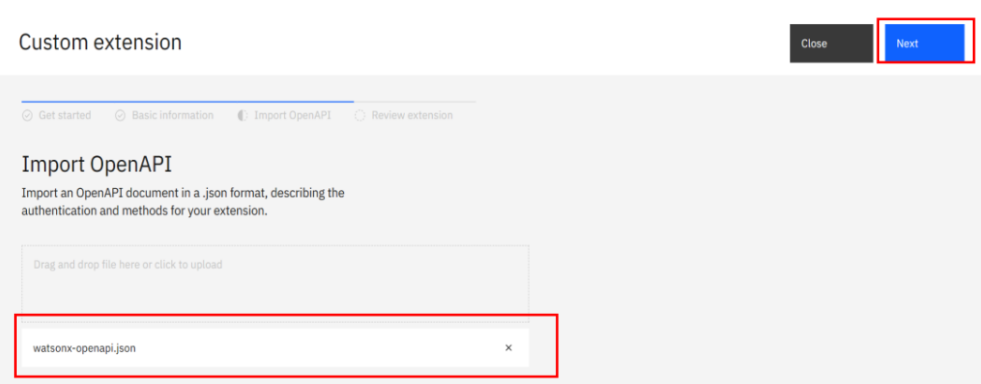 Custom extension
Close
Next
Get started
Basic information
Import OpenAPI
Review extension
Import OpenAPI
Import an OpenAPI document in a .json format, describing the
authentication and methods for your extension.
Drag and drop file here or click to upload
watsonx-openapi.json